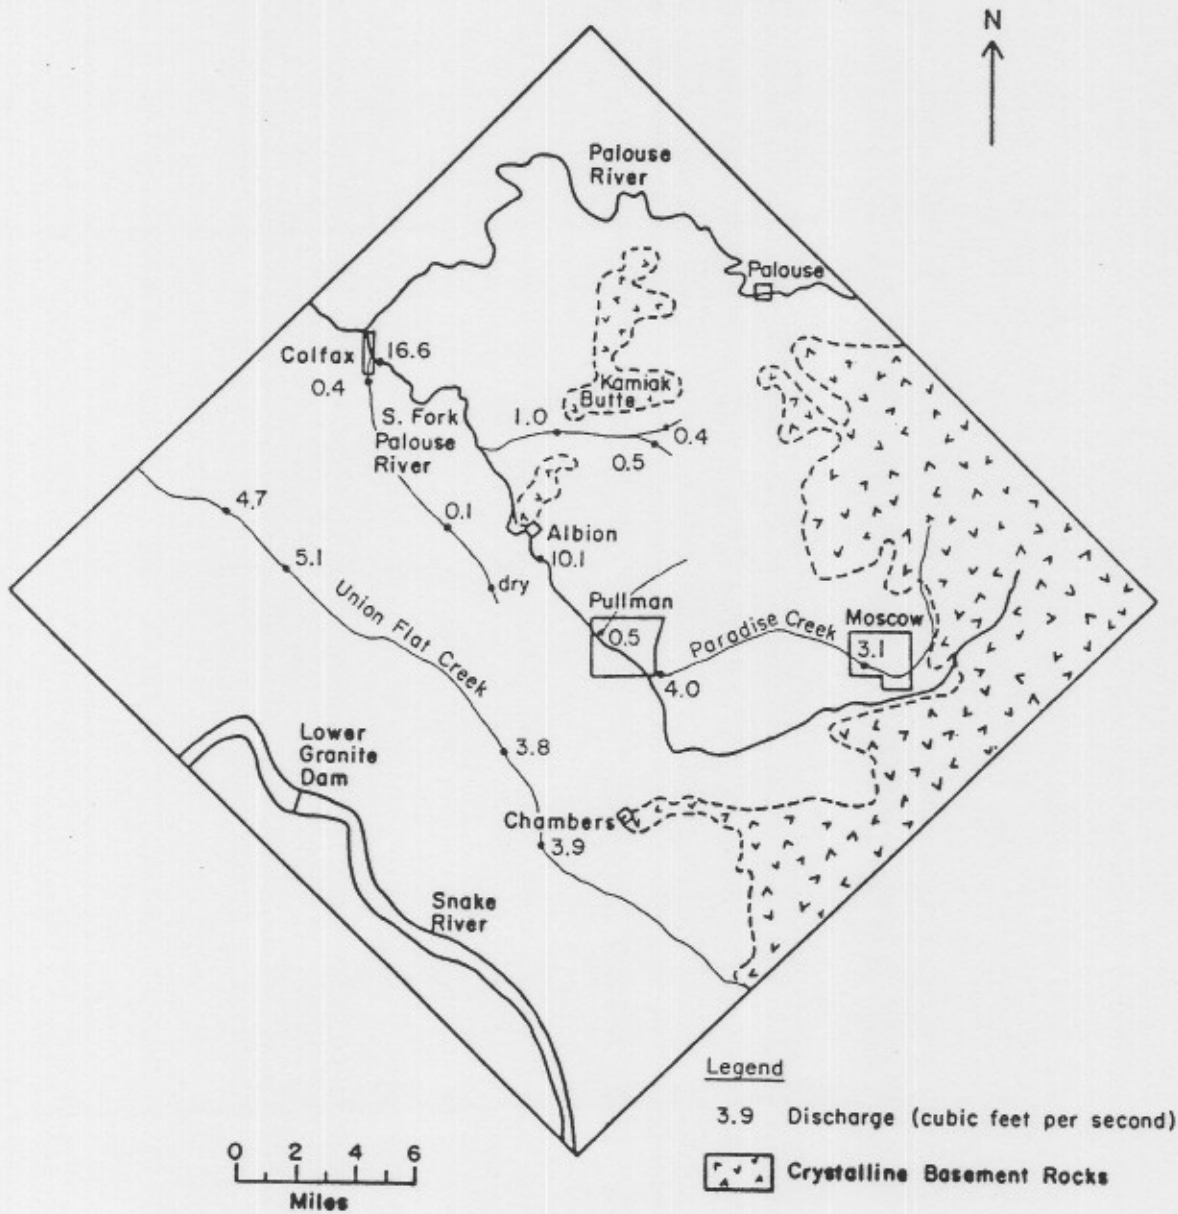 N
Palouse
River
Palouse
Colfax
16.6
0.4
Kamiak
Butte
S. Fork
Palouse
River
1.0
0.4
0.5
4.7
0.1
Albion
10.1
5.1
dry
Union Flat Creek
Pullman
0.5
Paradise Creek
Moscow
3.1
4.0
Lower
Granite
Dam
3.8
Chambers
3.9
Snake
River
Legend
3.9 Discharge (cubic feet per second)
Crystalline Basement Rocks
0 2 4 6
Miles